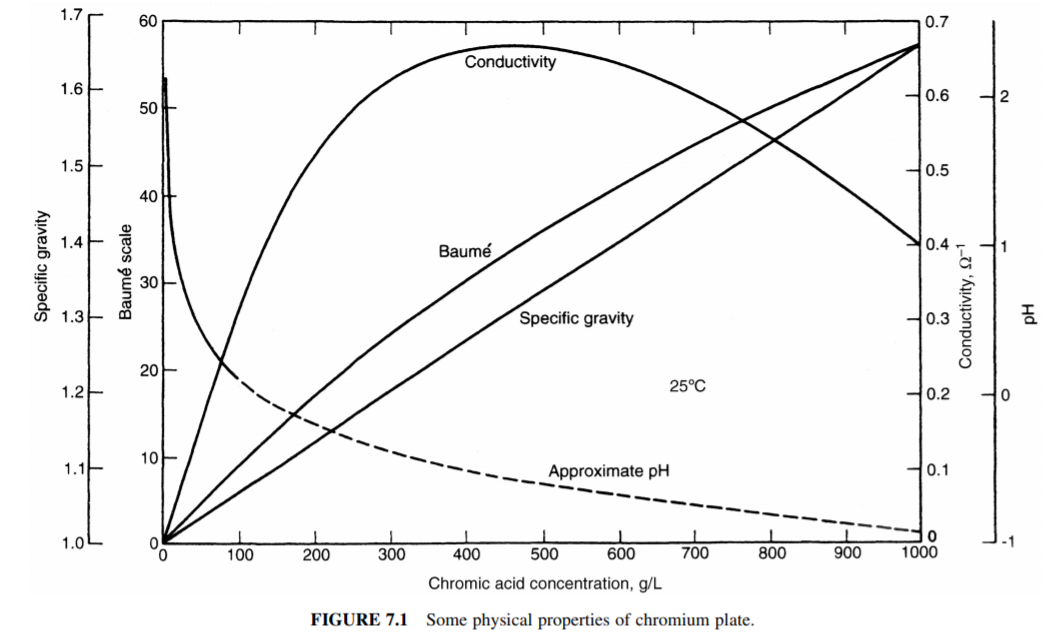 Specific gravity
1.7
1.6
1.5
1.4
1.3
1.2
1.1
1.0
Baumé scale
60
50
40
30
20
10
0
Conductivity
Baumé
Specific gravity
25°C
Approximate pH
0.7
0.6
0.5
0.4
0.3
0.2
0.1
0
Conductivity, Ω⁻¹
2
1
0
-1
pH
0 100 200 300 400 500 600 700 800 900 1000
Chromic acid concentration, g/L
FIGURE 7.1 Some physical properties of chromium plate.